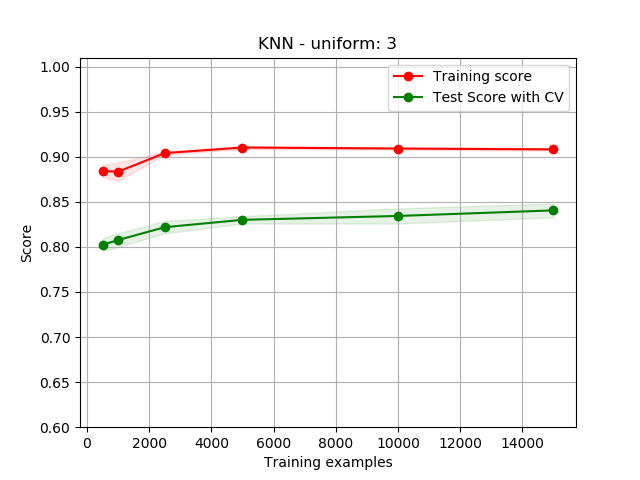 KNN - uniform: 3
Training score
Test Score with CV
Score
1.00
0.95
0.90
0.85
0.80
0.75
0.70
0.65
0.60
0 2000 4000 6000 8000 10000 12000 14000
Training examples